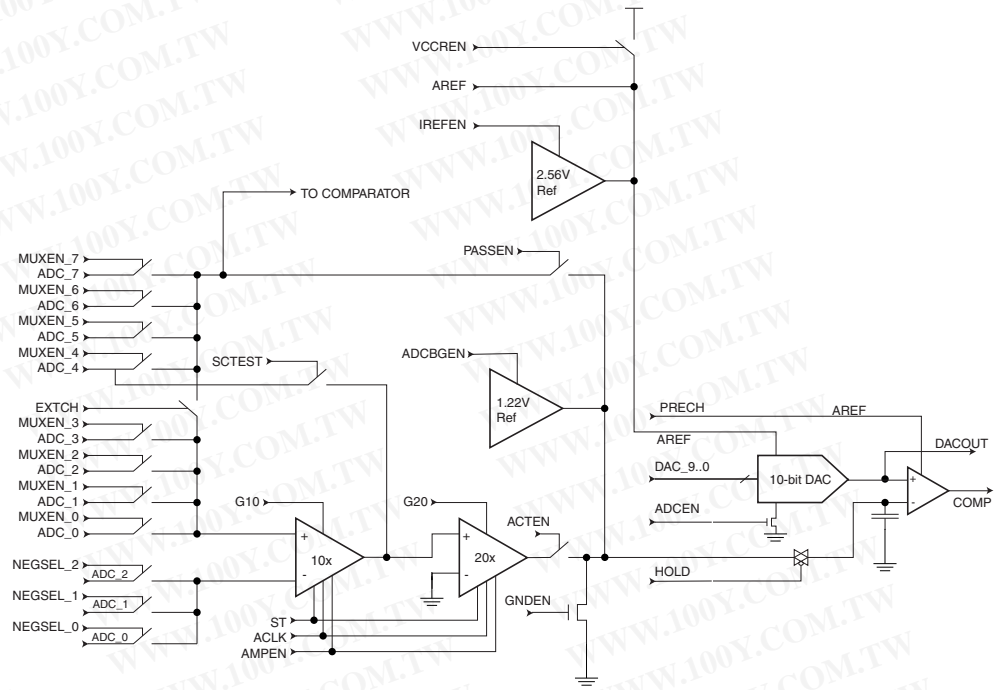 VCCREN
AREF
IREFEN
2.56V
Ref
TO COMPARATOR
PASSEN
MUXEN_7
ADC_7
MUXEN_6
ADC_6
MUXEN_5
ADC_5
MUXEN_4
ADC_4
SCTEST
ADCBGEN
1.22V
Ref
EXTCH
MUXEN_3
ADC_3
MUXEN_2
ADC_2
MUXEN_1
ADC_1
MUXEN_0
ADC_0
PRECH
AREF
AREF
DACOUT
DAC_9..0
10-bit DAC
+
-
COMP
ADCEN
G10
+
10x
-
G20
+
20x
-
ACTEN
HOLD
NEGSEL_2
ADC_2
NEGSEL_1
ADC_1
NEGSEL_0
ADC_0
GNDEN
ST
ACLK
AMPEN
WWW.100Y.COM.TW